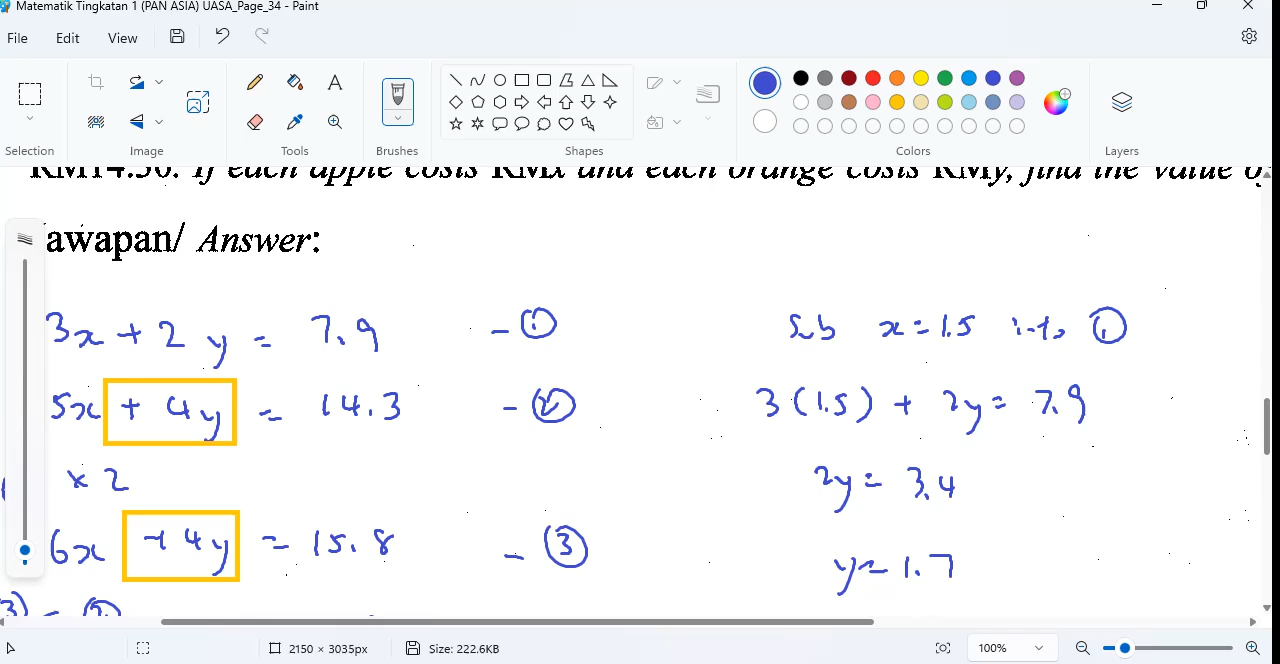 Matematik Tingkatan 1 (PAN ASIA) UASA_Page_34 - Paint
File Edit View
Selection Image Tools Brushes Shapes Colors Layers
RM14.30. If each apple costs RMx and each orange costs RMy, find the value
awapan/ Answer:
3x + 2y = 7.9 - ①
5x + 4y = 14.3 - ②
x 2
6x + 4y = 15.8 - ③
Sub x = 1.5 into ①
3 (1.5) + 2y = 7.9
2y = 3.4
y = 1.7
2150 × 3035px
Size: 222.6KB
100%